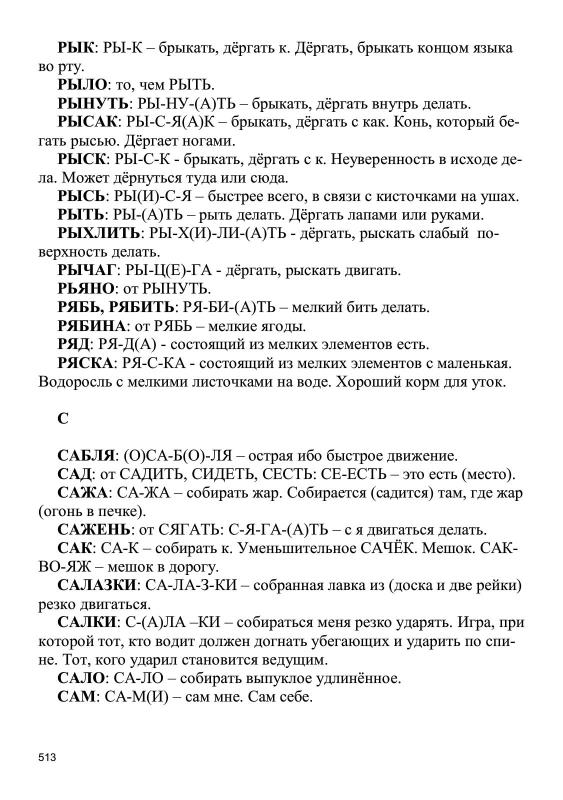 РЫК: РЫ-К – брыкать, дёргать к. Дёргать, брыкать концом языка
во рту.
РЫЛО: то, чем РЫТЬ.
РЫНУТЬ: РЫ-НУ-(А)ТЬ – брыкать, дёргать внутрь делать.
РЫСАК: РЫ-С-Я(А)К – брыкать, дёргать с как. Конь, который бе-
гать рысью. Дёргает ногами.
РЫСК: РЫ-С-К - брыкать, дёргать с к. Неуверенность в исходе де-
ла. Может дёрнуться туда или сюда.
РЫСЬ: РЫ(И)-С-Я – быстрее всего, в связи с кисточками на ушах.
РЫТЬ: РЫ-(А)ТЬ – рыть делать. Дёргать лапами или руками.
РЫХЛИТЬ: РЫ-Х(И)-ЛИ-(А)ТЬ - дёргать, рыскать слабый по-
верхность делать.
РЫЧАГ: РЫ-Ц(Е)-ГА - дёргать, рыскать двигать.
РЬЯНО: от РЫНУТЬ.
РЯБЬ, РЯБИТЬ: РЯ-БИ-(А)ТЬ – мелкий бить делать.
РЯБИНА: от РЯБЬ – мелкие ягоды.
РЯД: РЯ-Д(А) - состоящий из мелких элементов есть.
РЯСКА: РЯ-С-КА - состоящий из мелких элементов с маленькая.
Водоросль с мелкими листочками на воде. Хороший корм для уток.
С
САБЛЯ: (О)СА-Б(О)-ЛЯ – острая ибо быстрое движение.
САД: от САДИТЬ, СИДЕТЬ, СЕСТЬ: СЕ-ЕСТЬ – это есть (место).
САЖА: СА-ЖА – собирать жар. Собирается (садится) там, где жар
(огонь в печке).
САЖЕНЬ: от СЯГАТЬ: С-Я-ГА-(А)ТЬ – с я двигаться делать.
САК: СА-К – собирать к. Уменьшительное САЧЁК. Мешок. САК-
ВО-ЯЖ – мешок в дорогу.
САЛАЗКИ: СА-ЛА-З-КИ – собранная лавка из (доска и две рейки)
резко двигаться.
САЛКИ: С-(А)ЛА –КИ – собираться меня резко ударять. Игра, при
которой тот, кто водит должен догнать убегающих и ударить по спи-
не. Тот, кого ударил становится ведущим.
САЛО: СА-ЛО – собирать выпуклое удлинённое.
САМ: СА-М(И) – сам мне. Сам себе.
513